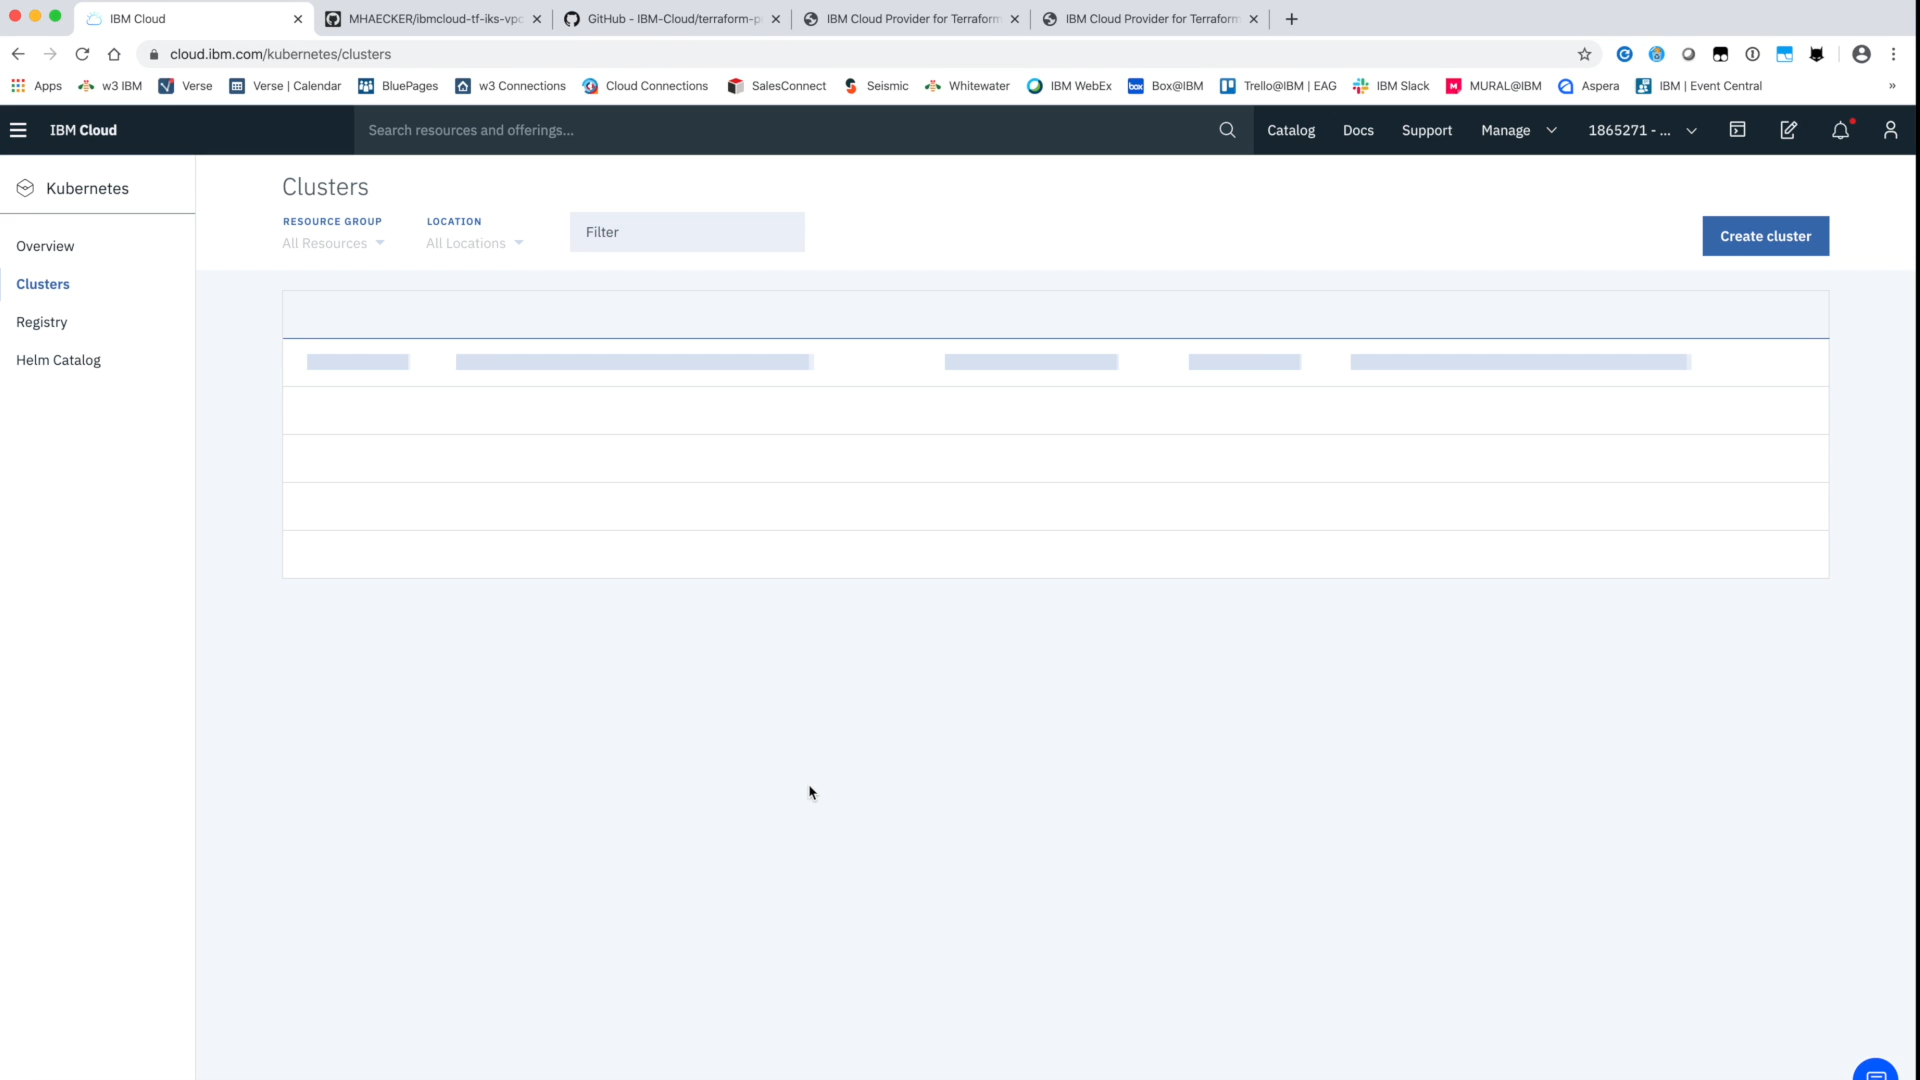 IBM Cloud
MHAECKER/ibmcloud-tf-iks-vpc
GitHub - IBM-Cloud/terraform-p
IBM Cloud Provider for Terraform
IBM Cloud Provider for Terraform
cloud.ibm.com/kubernetes/clusters
Apps
w3 IBM
Verse
Verse | Calendar
BluePages
w3 Connections
Cloud Connections
SalesConnect
Seismic
Whitewater
IBM WebEx
box Box@IBM
Trello@IBM | EAG
IBM Slack
M MURAL@IBM
Aspera
IBM | Event Central
»
IBM Cloud
Search resources and offerings...
Catalog
Docs
Support
Manage
1865271 - ...
Kubernetes
Overview
Clusters
Registry
Helm Catalog
Clusters
RESOURCE GROUP
All Resources
LOCATION
All Locations
Filter
Create cluster